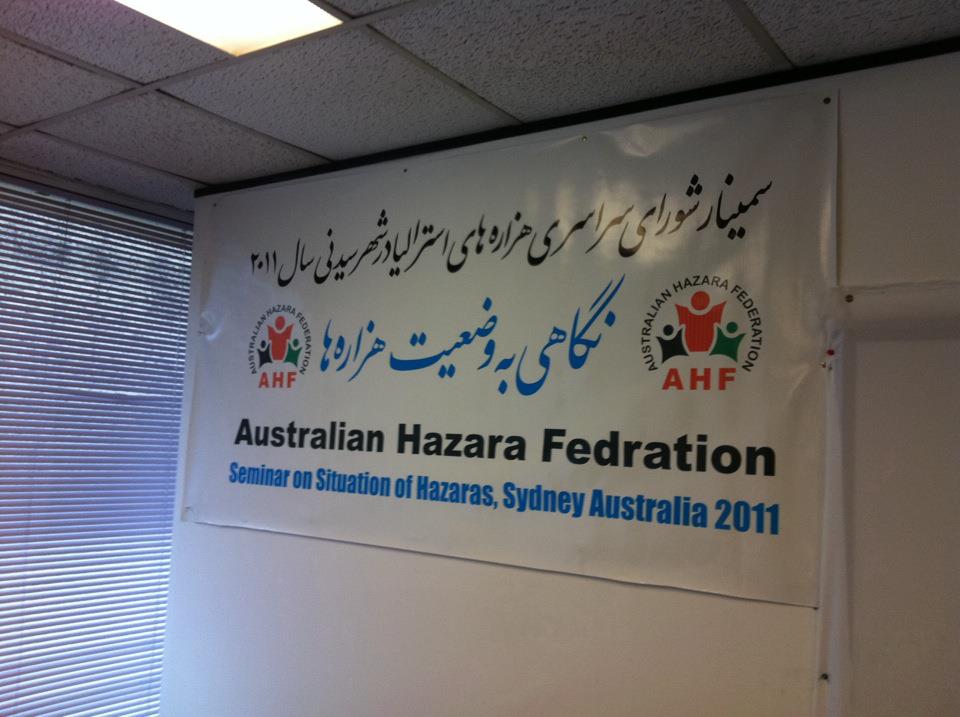 سمینار شورای سراسری هزاره های استرالیا در شهر سیدنی سال ۲۰۱۱
نگاهی به وضعیت هزاره ها
AUSTRALIAN HAZARA FEDERATION
AHF
AUSTRALIAN HAZARA FEDERATION
AHF
Australian Hazara Fedration
Seminar on Situation of Hazaras, Sydney Australia 2011